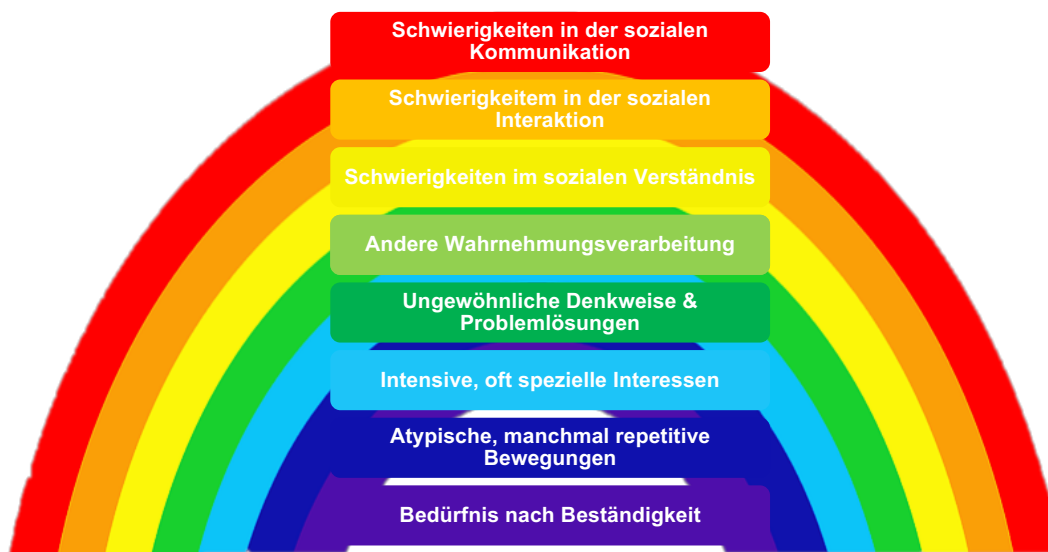 Schwierigkeiten in der sozialen
Kommunikation
Schwierigkeitem in der sozialen
Interaktion
Schwierigkeiten im sozialen Verständnis
Andere Wahrnehmungsverarbeitung
Ungewöhnliche Denkweise &
Problemlösungen
Intensive, oft spezielle Interessen
Atypische, manchmal repetitive
Bewegungen
Bedürfnis nach Beständigkeit